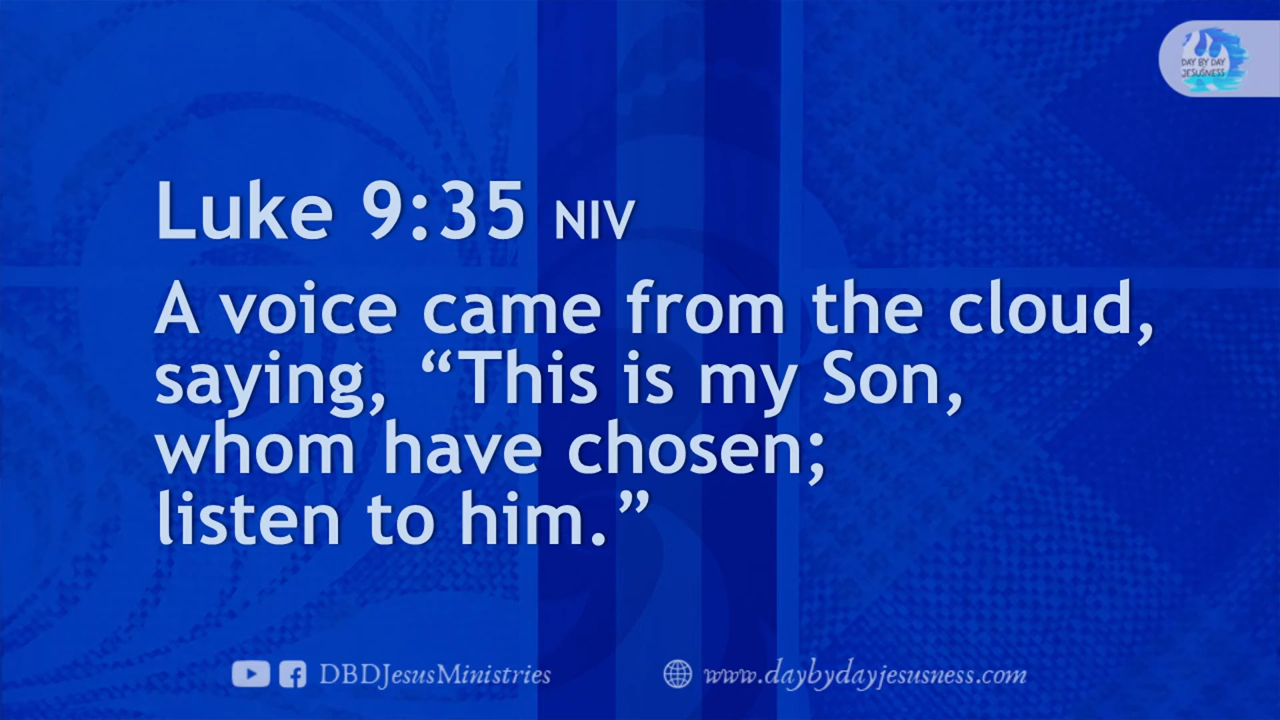 DAY BY DAY
JESUSNESS
Luke 9:35 NIV
A voice came from the cloud,
saying, “This is my Son,
whom have chosen;
listen to him.”
DBDJesusMinistries
www.daybydayjesusness.com